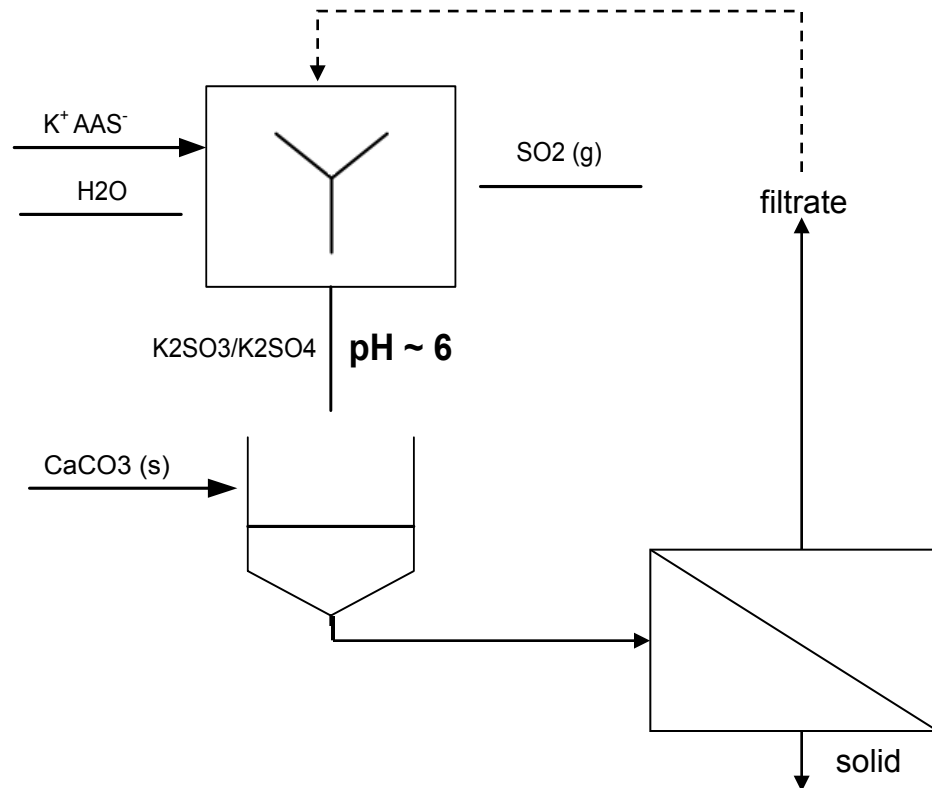 K+ AAS-
H2O
SO2 (g)
filtrate
K2SO3/K2SO4
pH ~ 6
CaCO3 (s)
solid